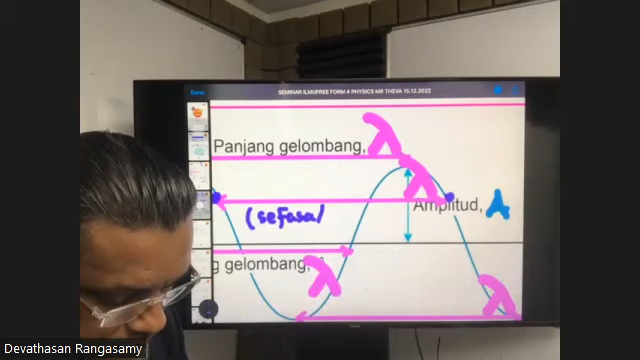 Done
SEMINAR ILMUFREE FORM 4 PHYSICS MR THEVA 15.12.2022
Panjang gelombang, λ
λ
Amplitud, A
(sefasa)
g gelombang, λ
λ
Devathasan Rangasamy